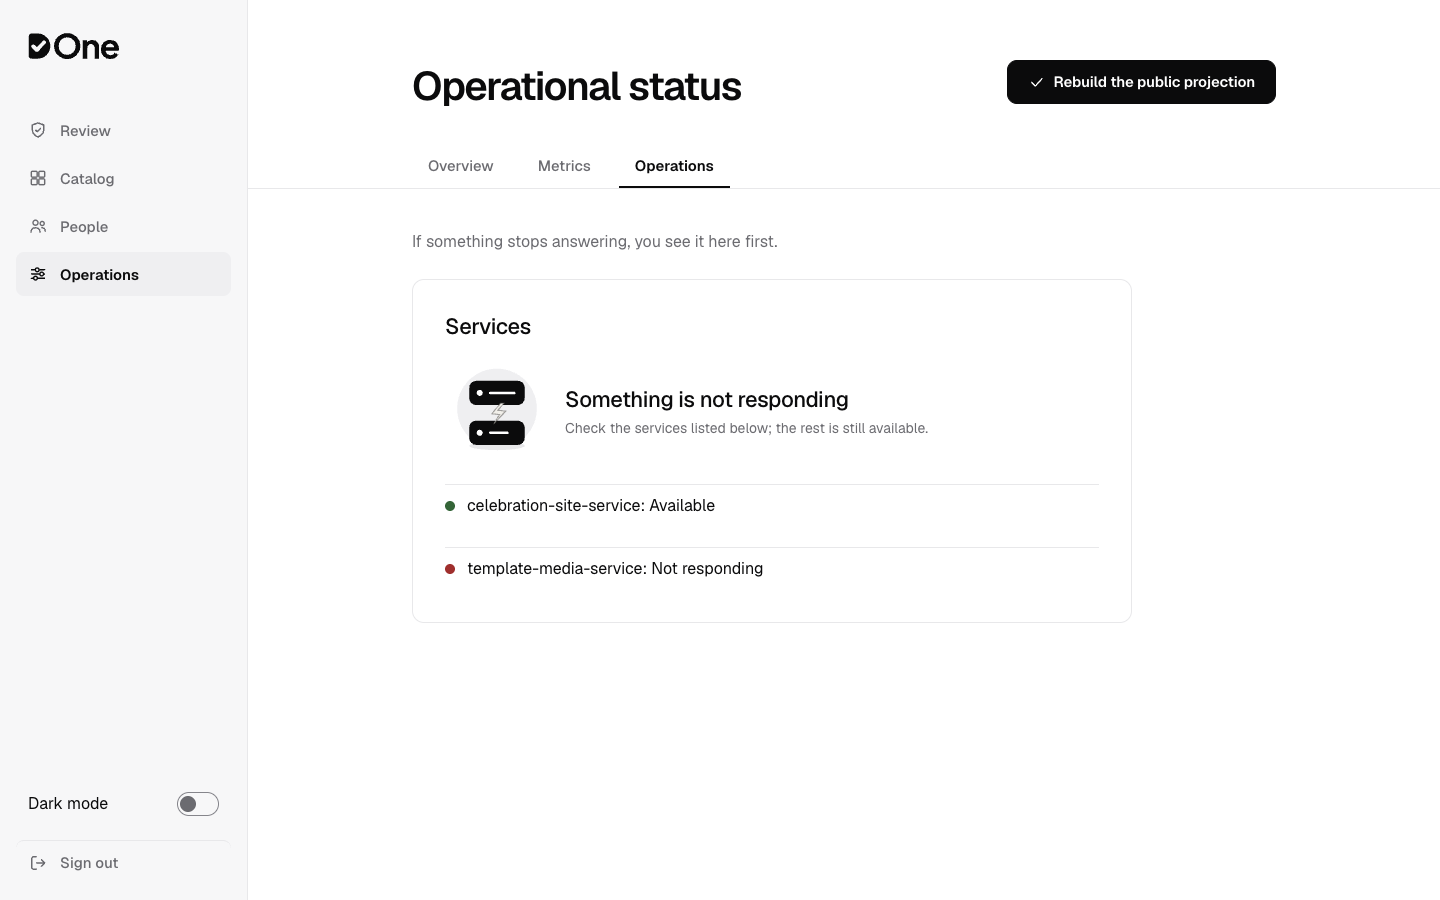 DOne
Review
Catalog
People
Operations
Dark mode
Sign out
Operational status
Rebuild the public projection
Overview
Metrics
Operations
If something stops answering, you see it here first.
Services
Something is not responding
Check the services listed below; the rest is still available.
celebration-site-service: Available
template-media-service: Not responding